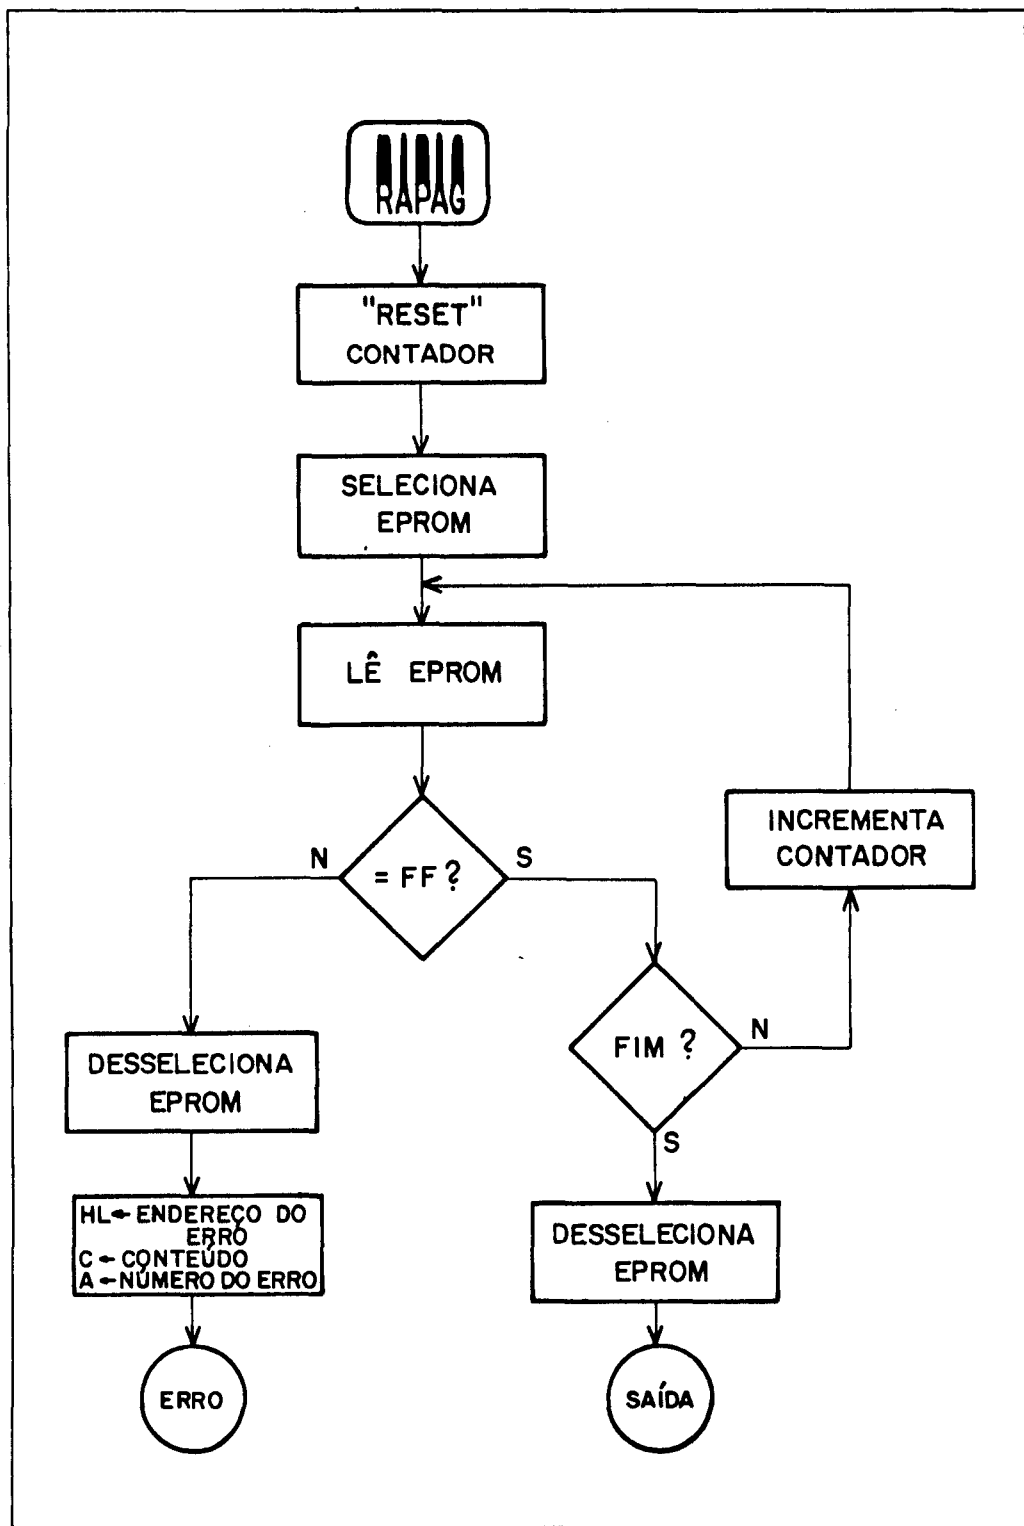 RAPAG
"RESET"
CONTADOR
SELECIONA
EPROM
LÊ EPROM
= FF?
N
S
INCREMENTA
CONTADOR
FIM ?
N
S
DESSELECIONA
EPROM
HL← ENDEREÇO DO
ERRO
C ← CONTEÚDO
A ← NÚMERO DO ERRO
ERRO
DESSELECIONA
EPROM
SAÍDA